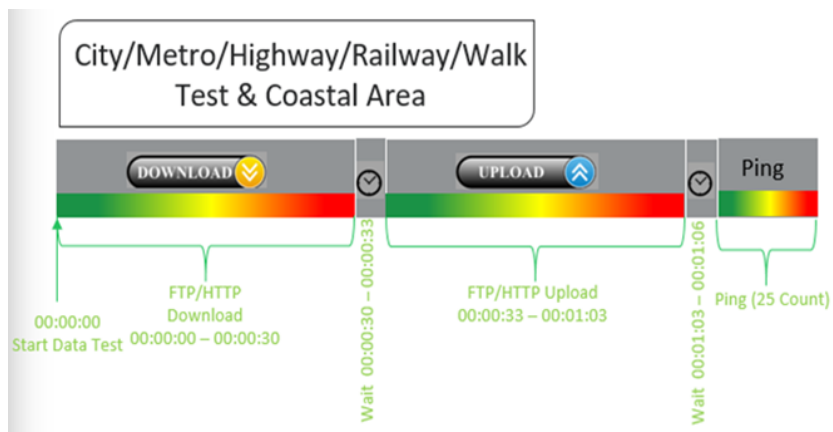 City/Metro/Highway/Railway/Walk
Test & Coastal Area
DOWNLOAD
UPLOAD
Ping
00:00:00
Start Data Test
FTP/HTTP
Download
00:00:00 – 00:00:30
Wait 00:00:30 – 00:00:33
FTP/HTTP Upload
00:00:33 – 00:01:03
Wait 00:01:03 – 00:01:06
Ping (25 Count)